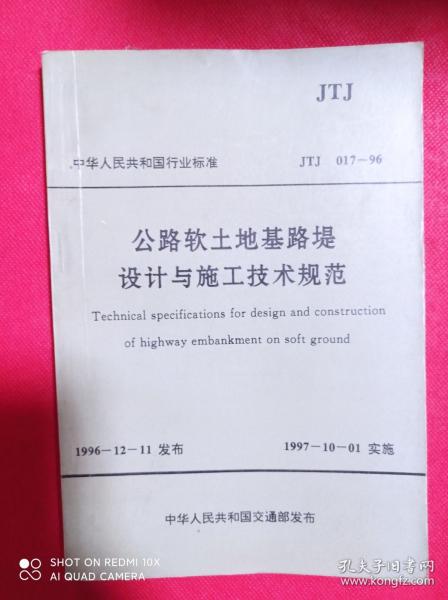 JTJ
中华人民共和国行业标准
JTJ 017-96
公路软土地基路堤
设计与施工技术规范
Technical specifications for design and construction
of highway embankment on soft ground
1996-12-11 发布
1997-10-01 实施
中华人民共和国交通部发布
SHOT ON REDMI 10X
AI QUAD CAMERA
孔夫子旧书网
www.kongfz.com